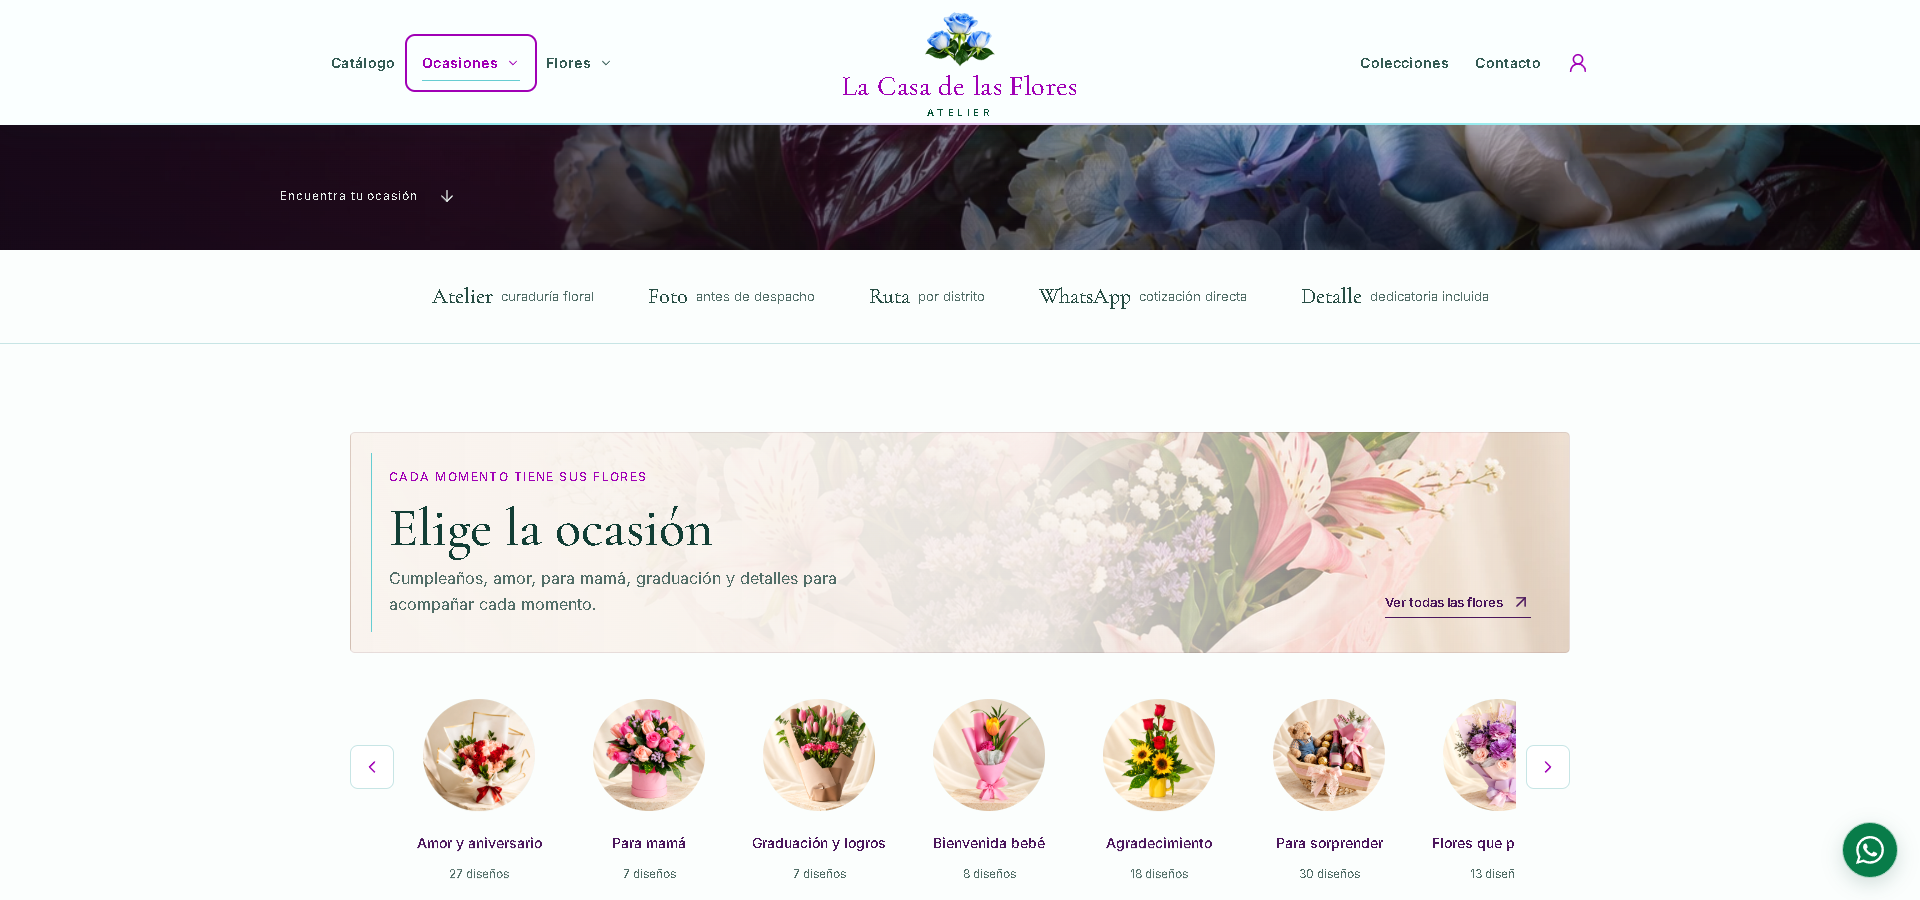 Catálogo
Ocasiones
Flores
La Casa de las Flores
ATELIER
Colecciones
Contacto
Encuentra tu ocasión
Atelier curaduría floral
Foto antes de despacho
Ruta por distrito
WhatsApp cotización directa
Detalle dedicatoria incluida
CADA MOMENTO TIENE SUS FLORES
Elige la ocasión
Cumpleaños, amor, para mamá, graduación y detalles para
acompañar cada momento.
Ver todas las flores
Amor y aniversario
27 diseños
Para mamá
7 diseños
Graduación y logros
7 diseños
Bienvenida bebé
8 diseños
Agradecimiento
18 diseños
Para sorprender
30 diseños
Flores que p
13 diseñ